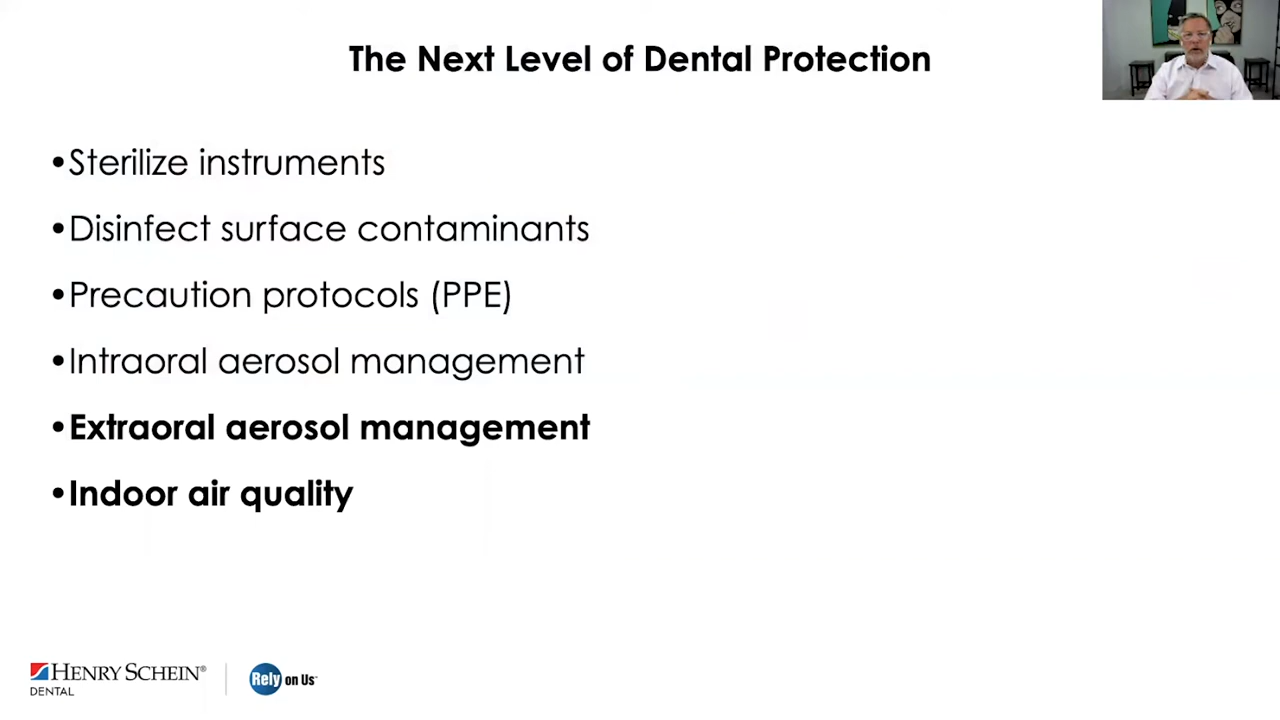 The Next Level of Dental Protection
•Sterilize instruments
•Disinfect surface contaminants
•Precaution protocols (PPE)
•Intraoral aerosol management
•Extraoral aerosol management
•Indoor air quality
HENRY SCHEIN®
DENTAL
Rely on Us™